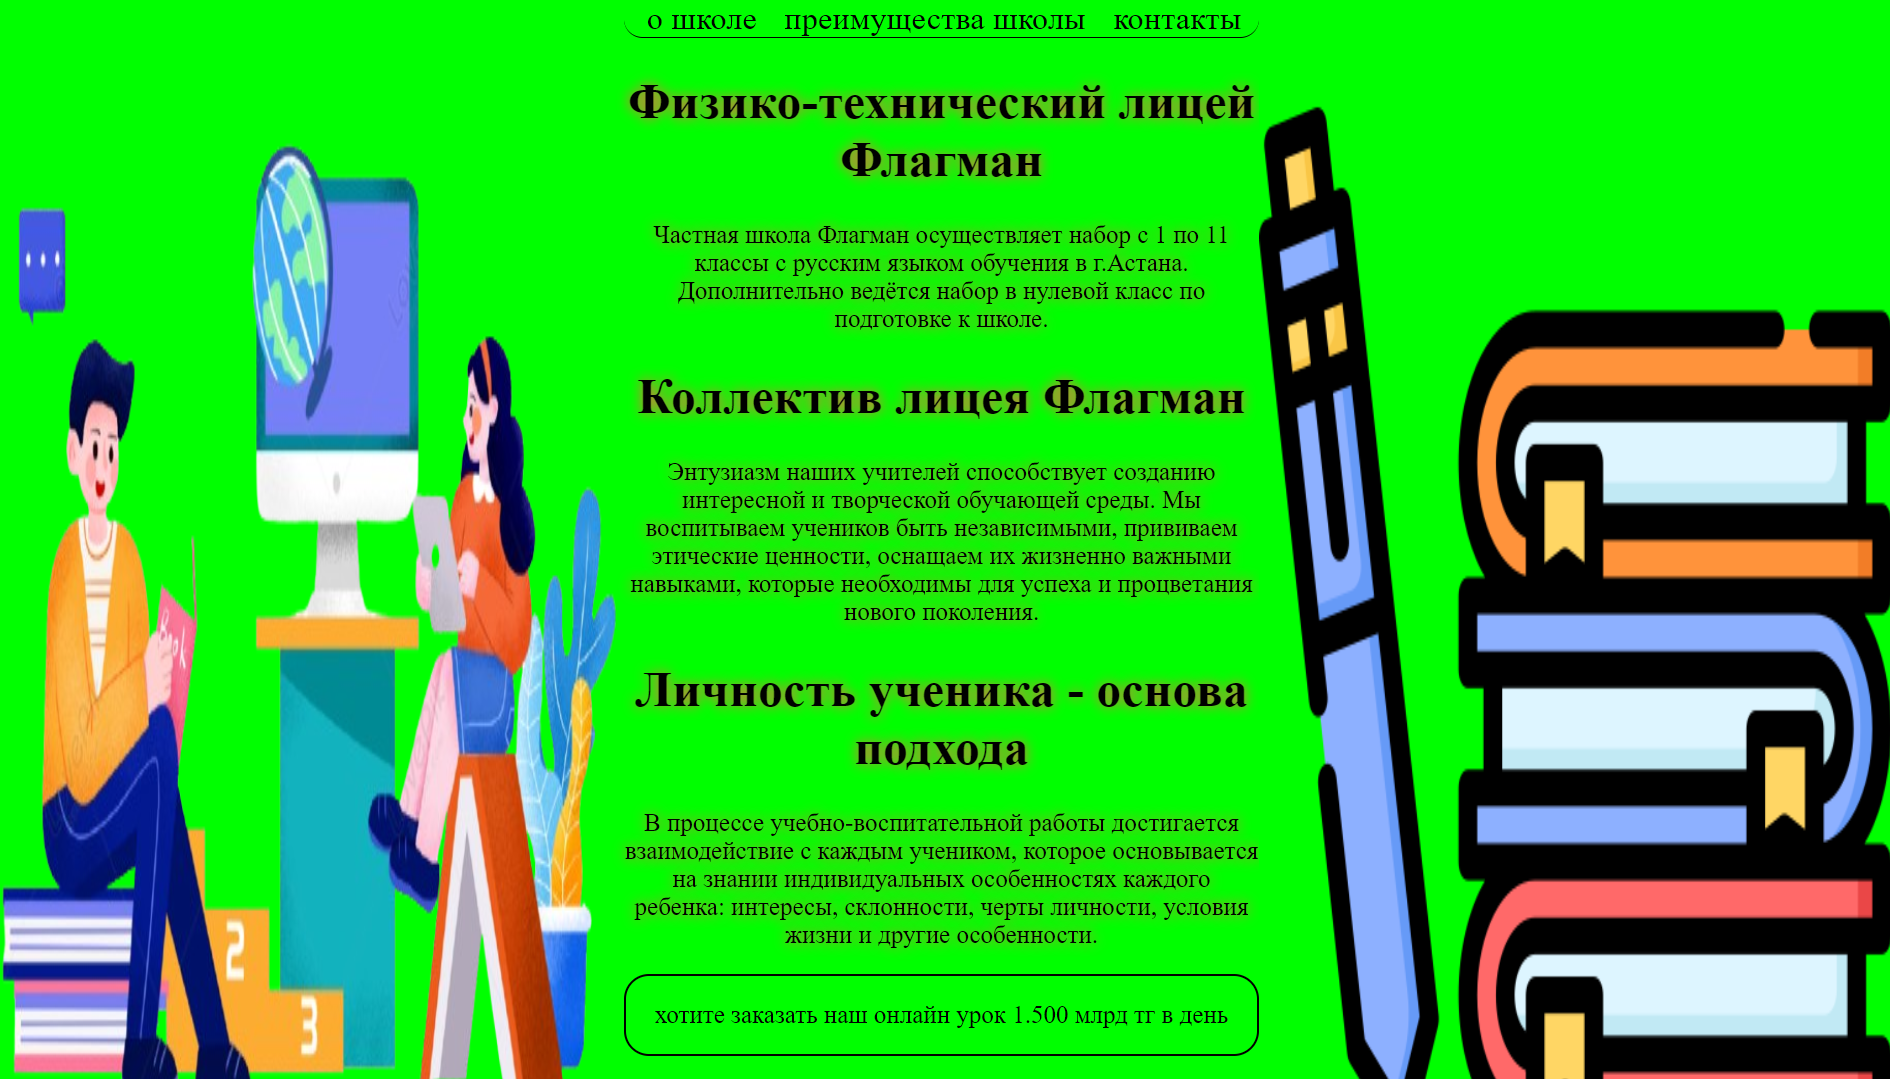 о школе преимущества школы контакты
Физико-технический лицей
Флагман
Частная школа Флагман осуществляет набор с 1 по 11
классы с русским языком обучения в г.Астана.
Дополнительно ведётся набор в нулевой класс по
подготовке к школе.
Коллектив лицея Флагман
Энтузиазм наших учителей способствует созданию
интересной и творческой обучающей среды. Мы
воспитываем учеников быть независимыми, прививаем
этические ценности, оснащаем их жизненно важными
навыками, которые необходимы для успеха и процветания
нового поколения.
Личность ученика - основа
подхода
В процессе учебно-воспитательной работы достигается
взаимодействие с каждым учеником, которое основывается
на знании индивидуальных особенностях каждого
ребенка: интересы, склонности, черты личности, условия
жизни и другие особенности.
хотите заказать наш онлайн урок 1.500 млрд тг в день
Book
2
3